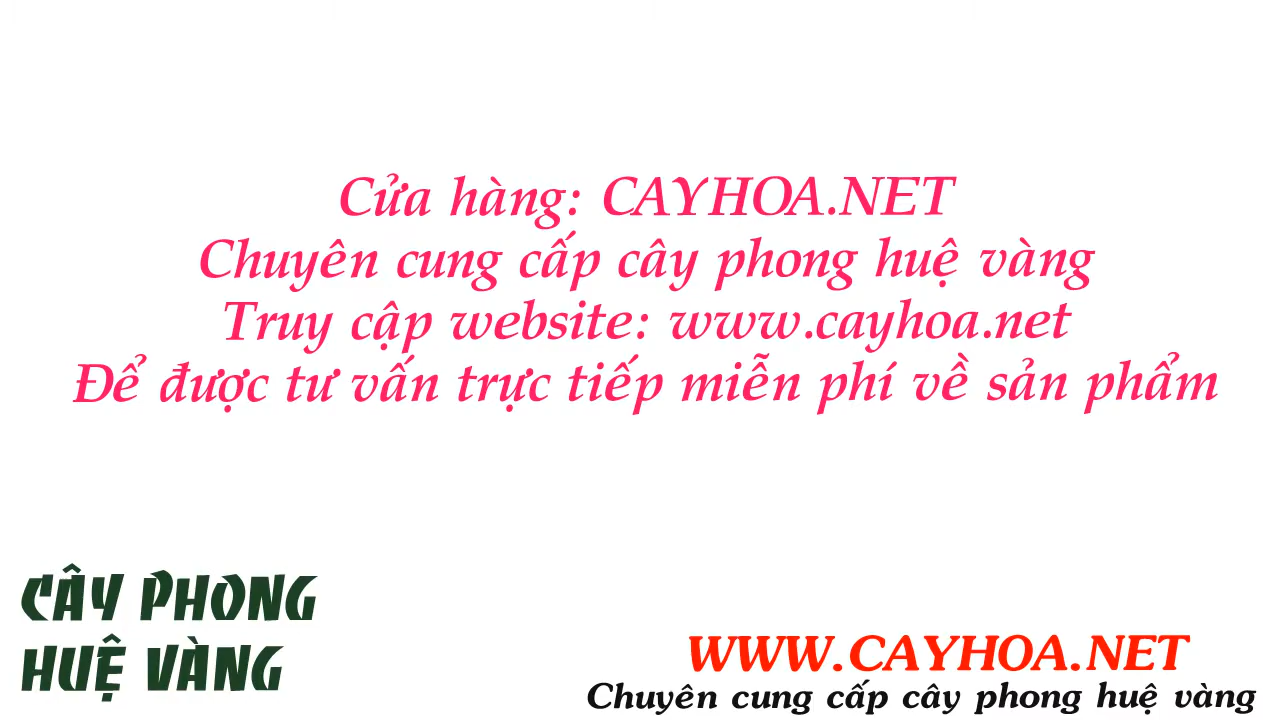 Cửa hàng: CAYHOA.NET
Chuyên cung cấp cây phong huệ vàng
Truy cập website: www.cayhoa.net
Để được tư vấn trực tiếp miễn phí về sản phẩm
CÂY PHONG
HUỆ VÀNG
WWW.CAYHOA.NET
Chuyên cung cấp cây phong huệ vàng